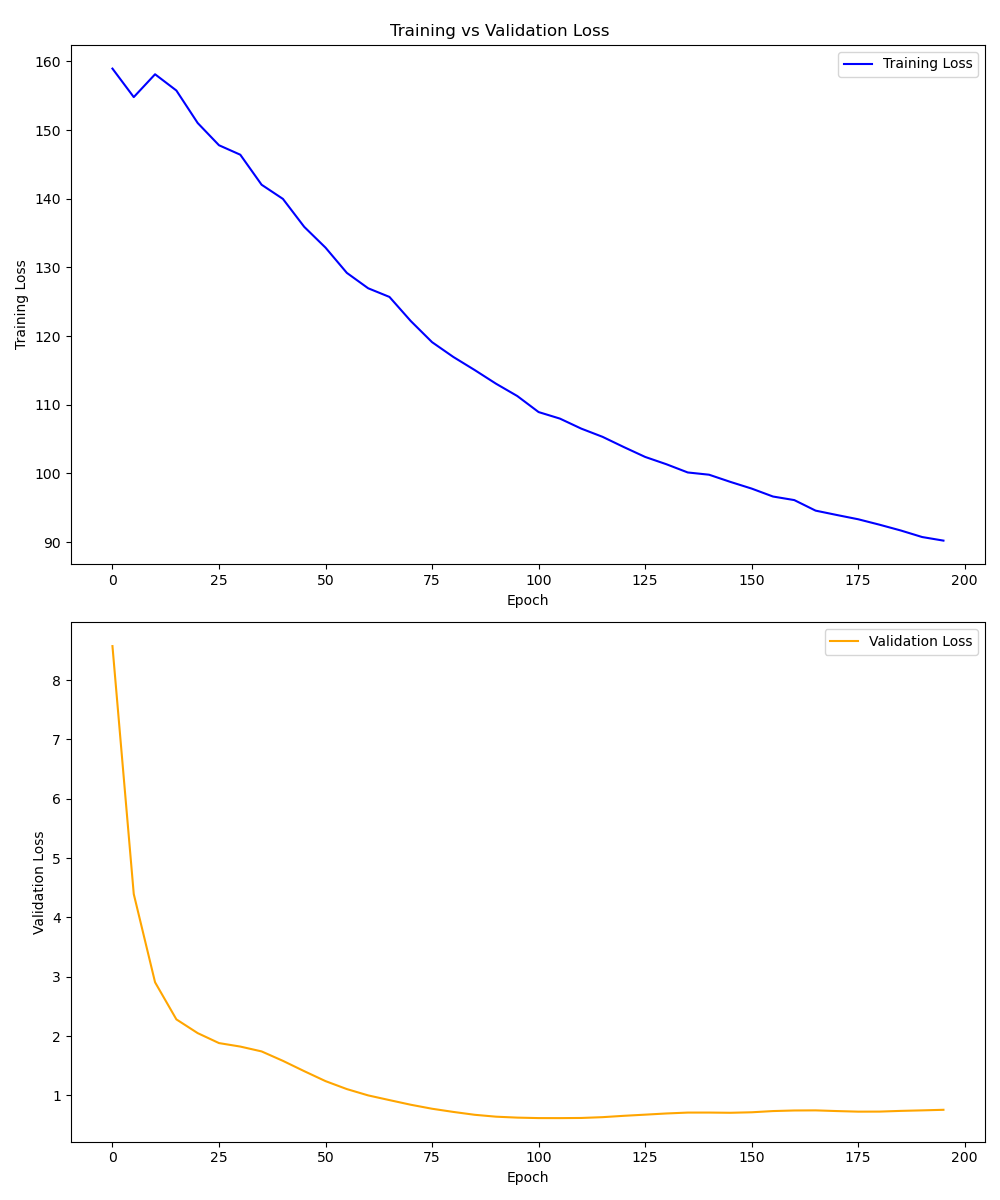 Training vs Validation Loss
Training Loss
160
150
140
130
120
110
100
90
Training Loss
0 25 50 75 100 125 150 175 200
Epoch
Validation Loss
8
7
6
5
4
3
2
1
Validation Loss
0 25 50 75 100 125 150 175 200
Epoch